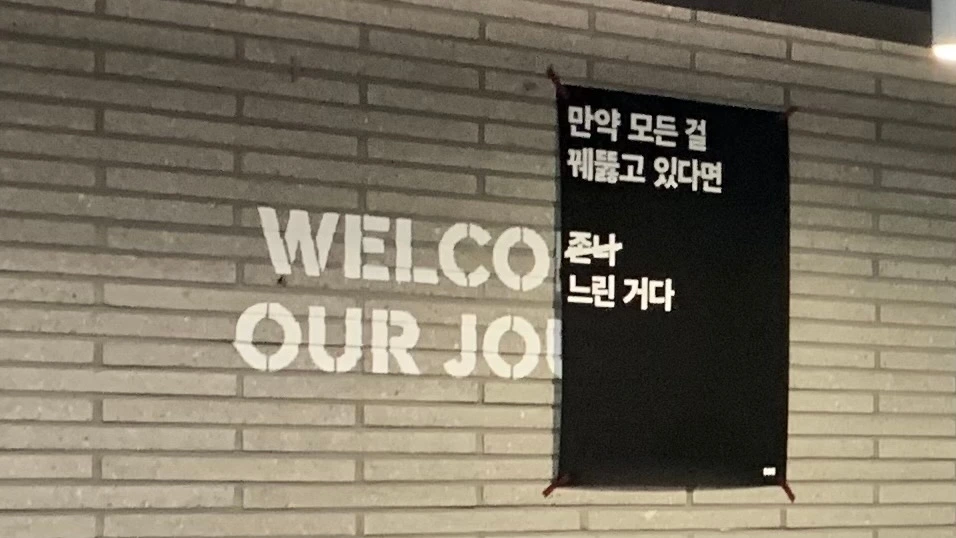 WELCO
OUR JOU
만약 모든 걸
꿰뚫고 있다면
존나
느린 거다